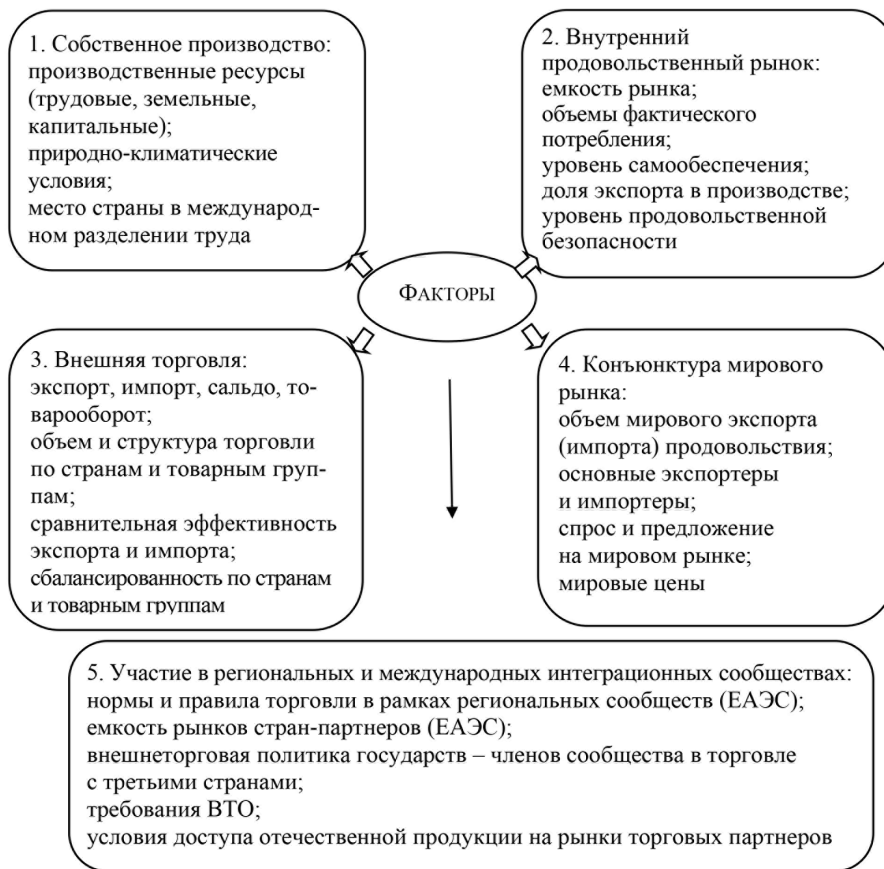 1. Собственное производство:
производственные ресурсы
(трудовые, земельные,
капитальные);
природно-климатические
условия;
место страны в международ-
ном разделении труда
2. Внутренний
продовольственный рынок:
емкость рынка;
объемы фактического
потребления;
уровень самообеспечения;
доля экспорта в производстве;
уровень продовольственной
безопасности
ФАКТОРЫ
3. Внешняя торговля:
экспорт, импорт, сальдо, то-
варооборот;
объем и структура торговли
по странам и товарным груп-
пам;
сравнительная эффективность
экспорта и импорта;
сбалансированность по странам
и товарным группам
4. Конъюнктура мирового
рынка:
объем мирового экспорта
(импорта) продовольствия;
основные экспортеры
и импортеры;
спрос и предложение
на мировом рынке;
мировые цены
5. Участие в региональных и международных интеграционных сообществах:
нормы и правила торговли в рамках региональных сообществ (ЕАЭС);
емкость рынков стран-партнеров (ЕАЭС);
внешнеторговая политика государств – членов сообщества в торговле
с третьими странами;
требования ВТО;
условия доступа отечественной продукции на рынки торговых партнеров